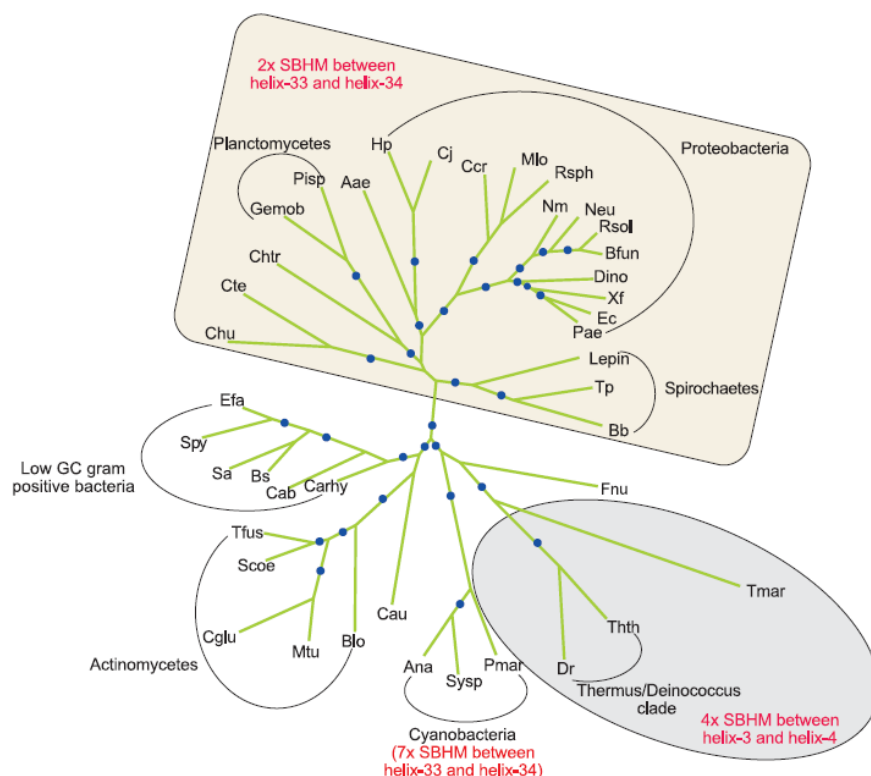 2x SBHM between
helix-33 and helix-34
Planctomycetes
Proteobacteria
Hp
Cj
Ccr
Mlo
Rsph
Pisp
Aae
Gemob
Nm
Neu
Rsol
Bfun
Chtr
Dino
Cte
Xf
Ec
Pae
Chu
Lepin
Tp
Spirochaetes
Bb
Efa
Spy
Low GC gram
positive bacteria
Sa
Bs
Cab
Carhy
Fnu
Tfus
Scoe
Tmar
Cau
Thth
Cglu
Mtu
Blo
Actinomycetes
Ana
Sysp
Pmar
Dr
Thermus/Deinococcus
clade
4x SBHM between
helix-3 and helix-4
Cyanobacteria
(7x SBHM between
helix-33 and helix-34)